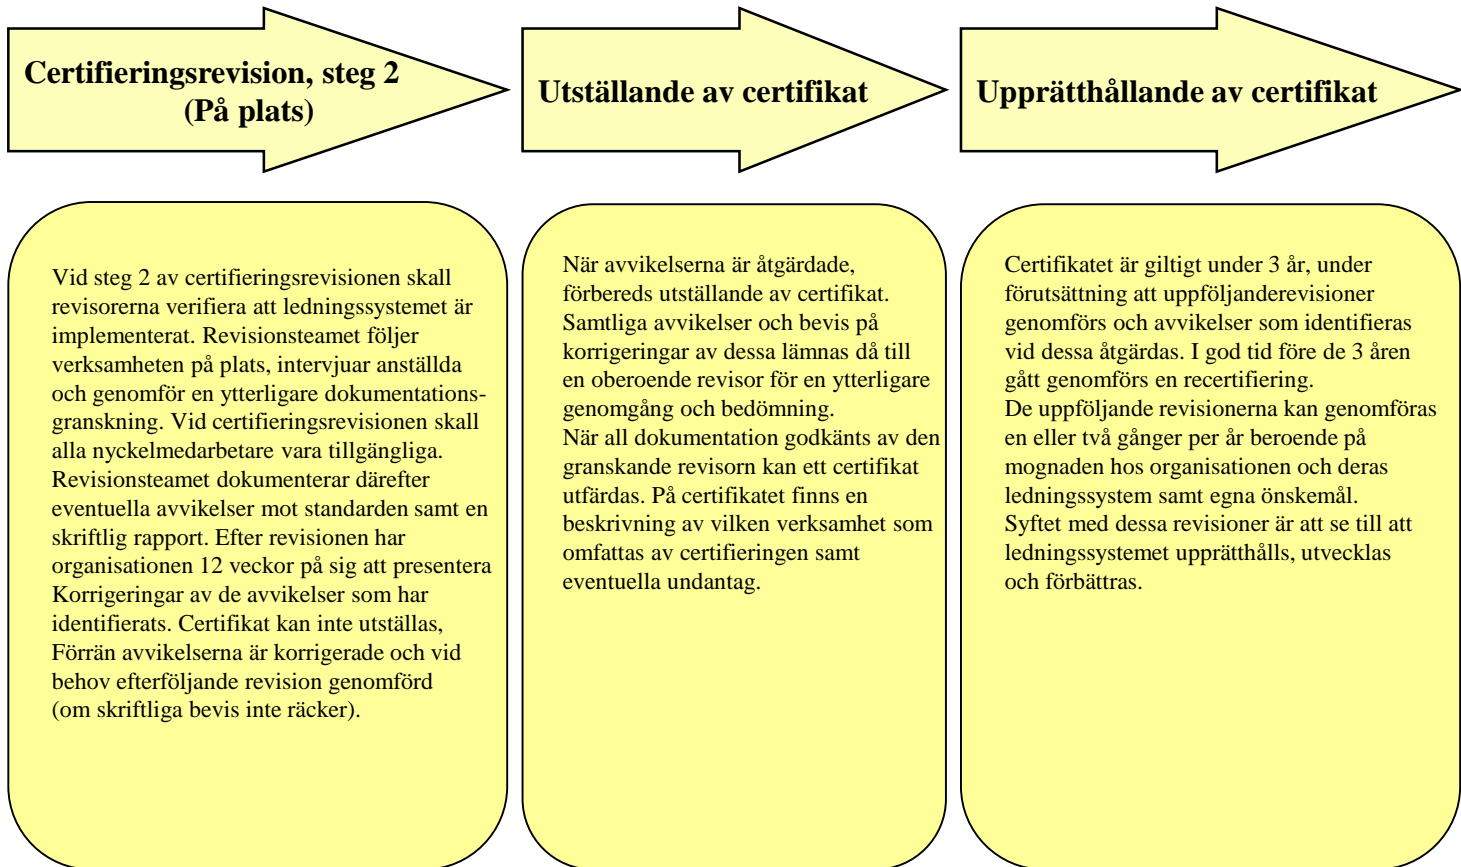 Certifieringsrevision, steg 2
(På plats)
Utställande av certifikat
Upprätthållande av certifikat
Vid steg 2 av certifieringsrevisionen skall
revisorerna verifiera att ledningssystemet är
implementerat. Revisionsteamet följer
verksamheten på plats, intervjuar anställda
och genomför en ytterligare dokumentations-
granskning. Vid certifieringsrevisionen skall
alla nyckelmedarbetare vara tillgängliga.
Revisionsteamet dokumenterar därefter
eventuella avvikelser mot standarden samt en
skriftlig rapport. Efter revisionen har
organisationen 12 veckor på sig att presentera
Korrigeringar av de avvikelser som har
identifierats. Certifikat kan inte utställas,
Förrän avvikelserna är korrigerade och vid
behov efterföljande revision genomförd
(om skriftliga bevis inte räcker).
När avvikelserna är åtgärdade,
förbereds utställande av certifikat.
Samtliga avvikelser och bevis på
korrigeringar av dessa lämnas då till
en oberoende revisor för en ytterligare
genomgång och bedömning.
När all dokumentation godkänts av den
granskande revisorn kan ett certifikat
utfärdas. På certifikatet finns en
beskrivning av vilken verksamhet som
omfattas av certifieringen samt
eventuella undantag.
Certifikatet är giltigt under 3 år, under
förutsättning att uppföljanderevisioner
genomförs och avvikelser som identifieras
vid dessa åtgärdas. I god tid före de 3 åren
gått genomförs en recertifiering.
De uppföljande revisionerna kan genomföras
en eller två gånger per år beroende på
mognaden hos organisationen och deras
ledningssystem samt egna önskemål.
Syftet med dessa revisioner är att se till att
ledningssystemet upprätthålls, utvecklas
och förbättras.